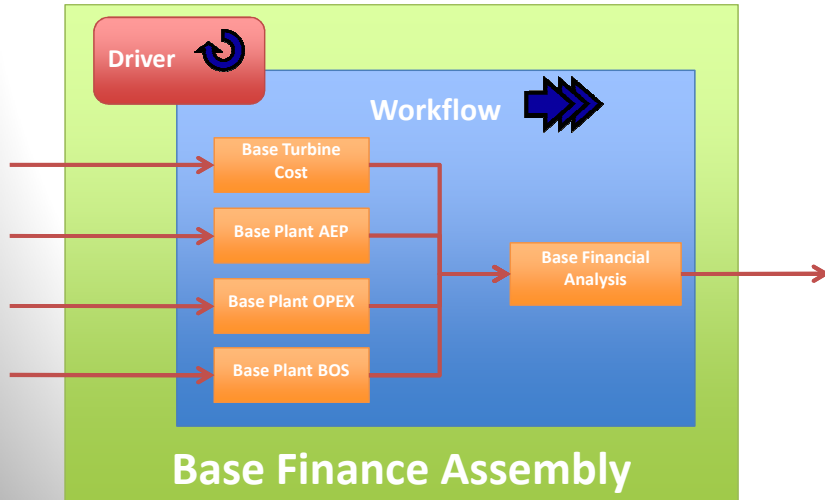 Driver
Workflow
Base Turbine
Cost
Base Plant AEP
Base Plant OPEX
Base Plant BOS
Base Financial
Analysis
Base Finance Assembly